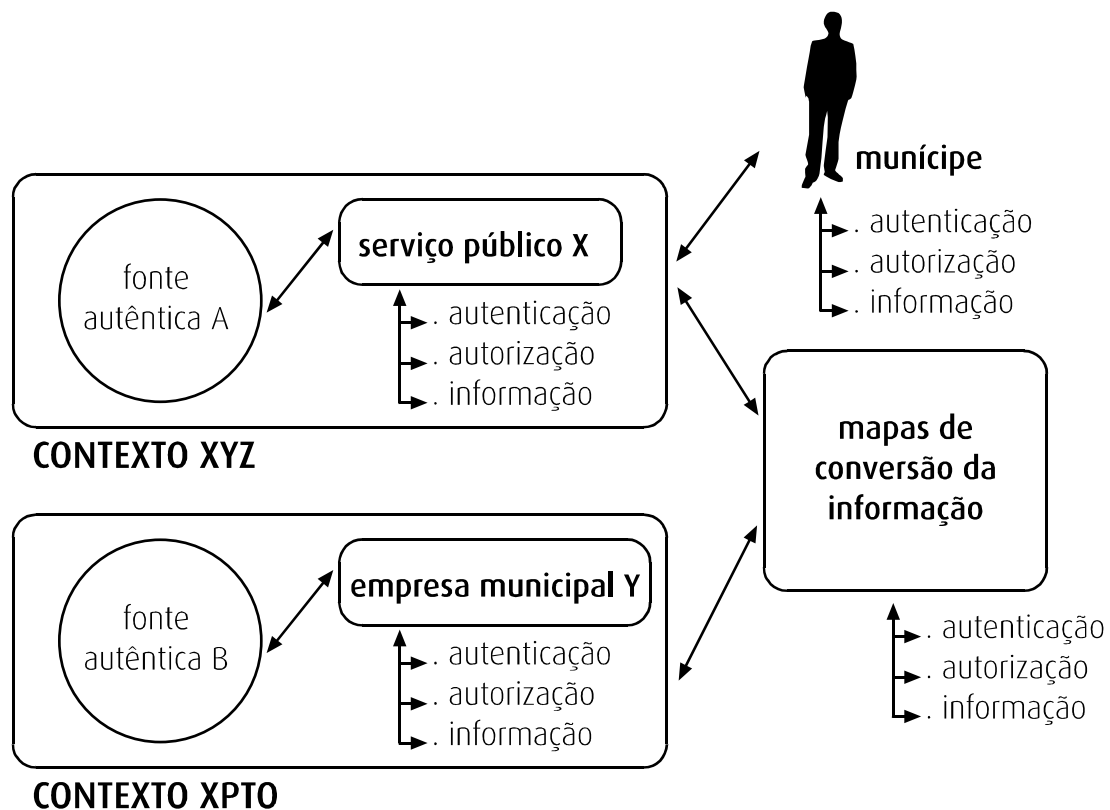 munícipe
. autenticação
. autorização
. informação
fonte
autêntica A
serviço público X
. autenticação
. autorização
. informação
CONTEXTO XYZ
mapas de
conversão da
informação
. autenticação
. autorização
. informação
fonte
autêntica B
empresa municipal Y
. autenticação
. autorização
. informação
CONTEXTO XPTO